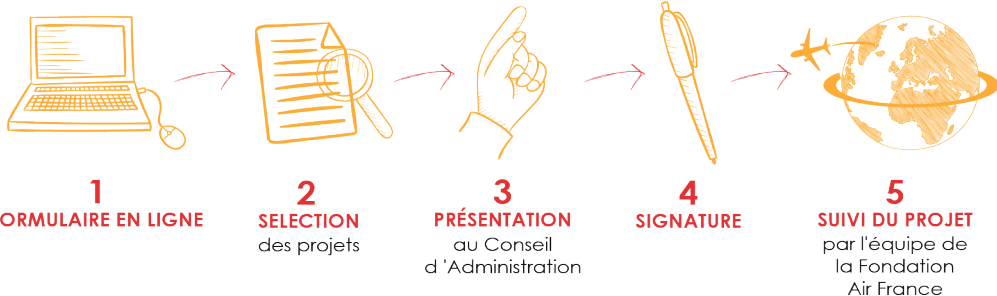 1
ORMULAIRE EN LIGNE
2
SELECTION
des projets
3
PRÉSENTATION
au Conseil
d 'Administration
4
SIGNATURE
5
SUIVI DU PROJET
par l'équipe de
la Fondation
Air France